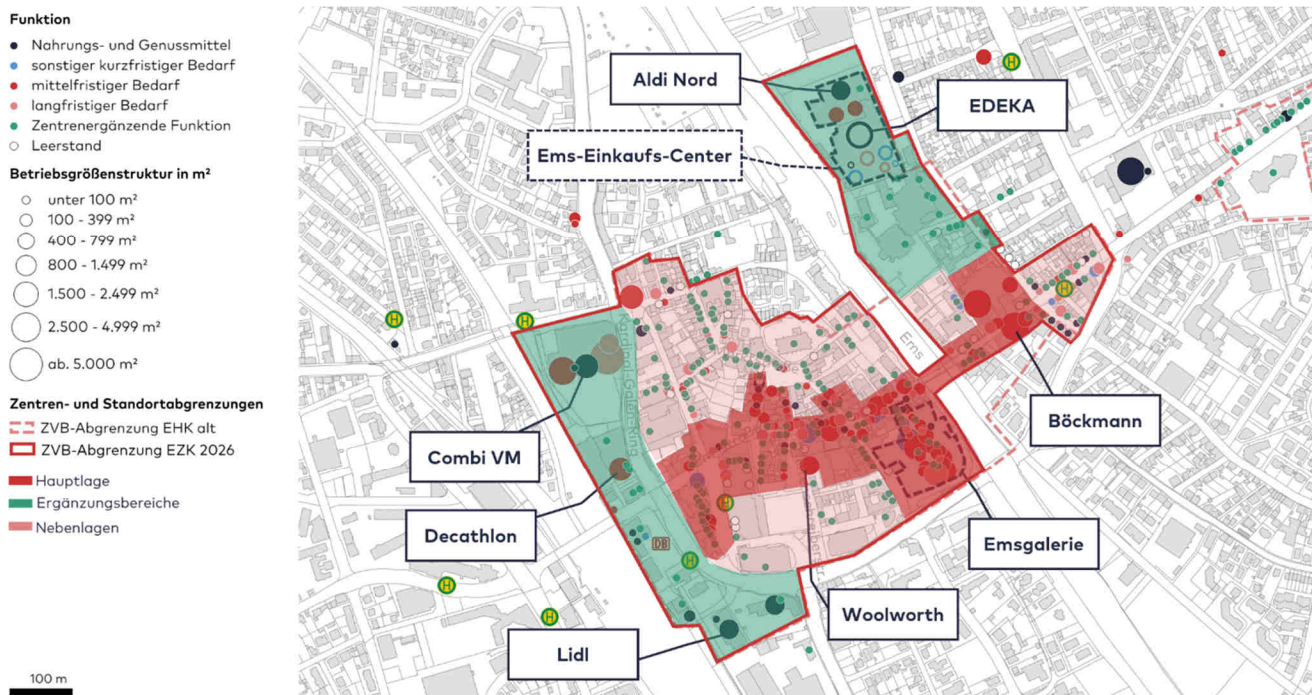 Funktion
Nahrungs- und Genussmittel
sonstiger kurzfristiger Bedarf
mittelfristiger Bedarf
langfristiger Bedarf
Zentrenergänzende Funktion
Leerstand
Betriebsgrößenstruktur in m²
unter 100 m²
100 - 399 m²
400 - 799 m²
800 - 1.499 m²
1.500 - 2.499 m²
2.500 - 4.999 m²
ab. 5.000 m²
Zentren- und Standortabgrenzungen
ZVB-Abgrenzung EHK alt
ZVB-Abgrenzung EZK 2026
Hauptlage
Ergänzungsbereiche
Nebenlagen
100 m
Aldi Nord
EDEKA
Ems-Einkaufs-Center
H
H
H
H
Ems
Kardinal-Galen-Ring
Böckmann
Combi VM
H
Decathlon
Emsgalerie
DB
H
H
H
Woolworth
Lidl